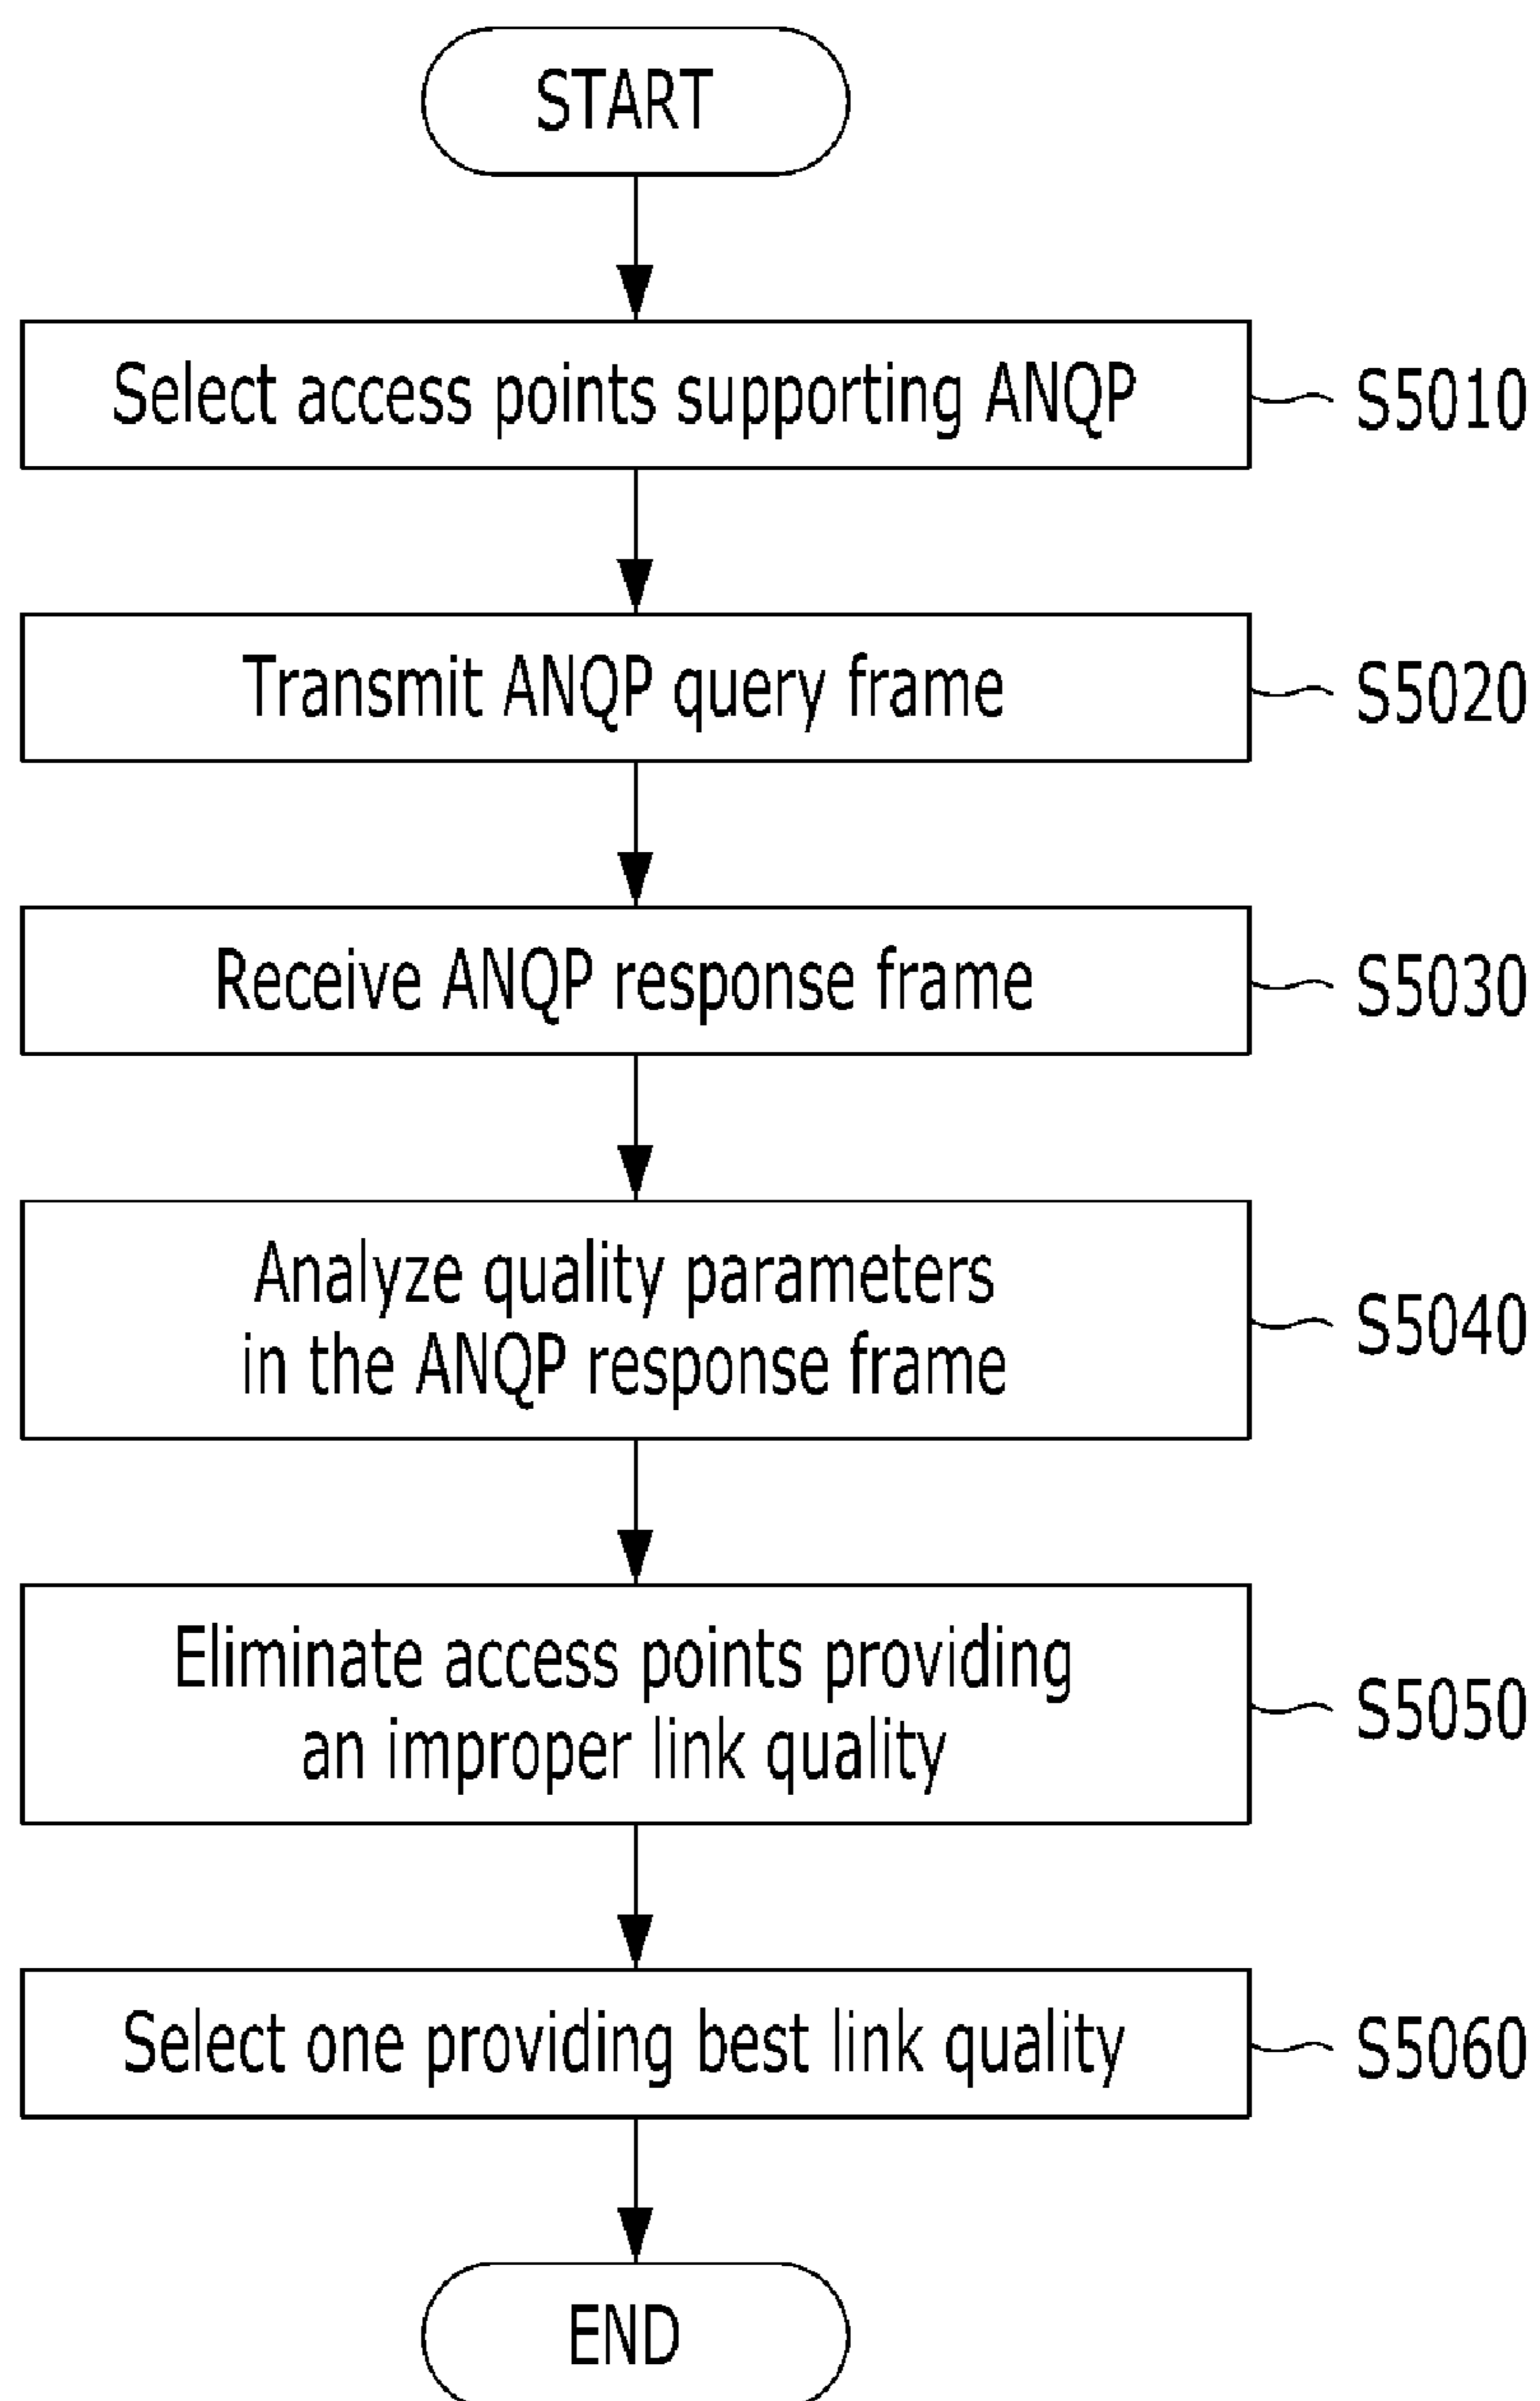 START
Select access points supporting ANQP
S5010
Transmit ANQP query frame
S5020
Receive ANQP response frame
S5030
Analyze quality parameters
in the ANQP response frame
S5040
Eliminate access points providing
an improper link quality
S5050
Select one providing best link quality
S5060
END